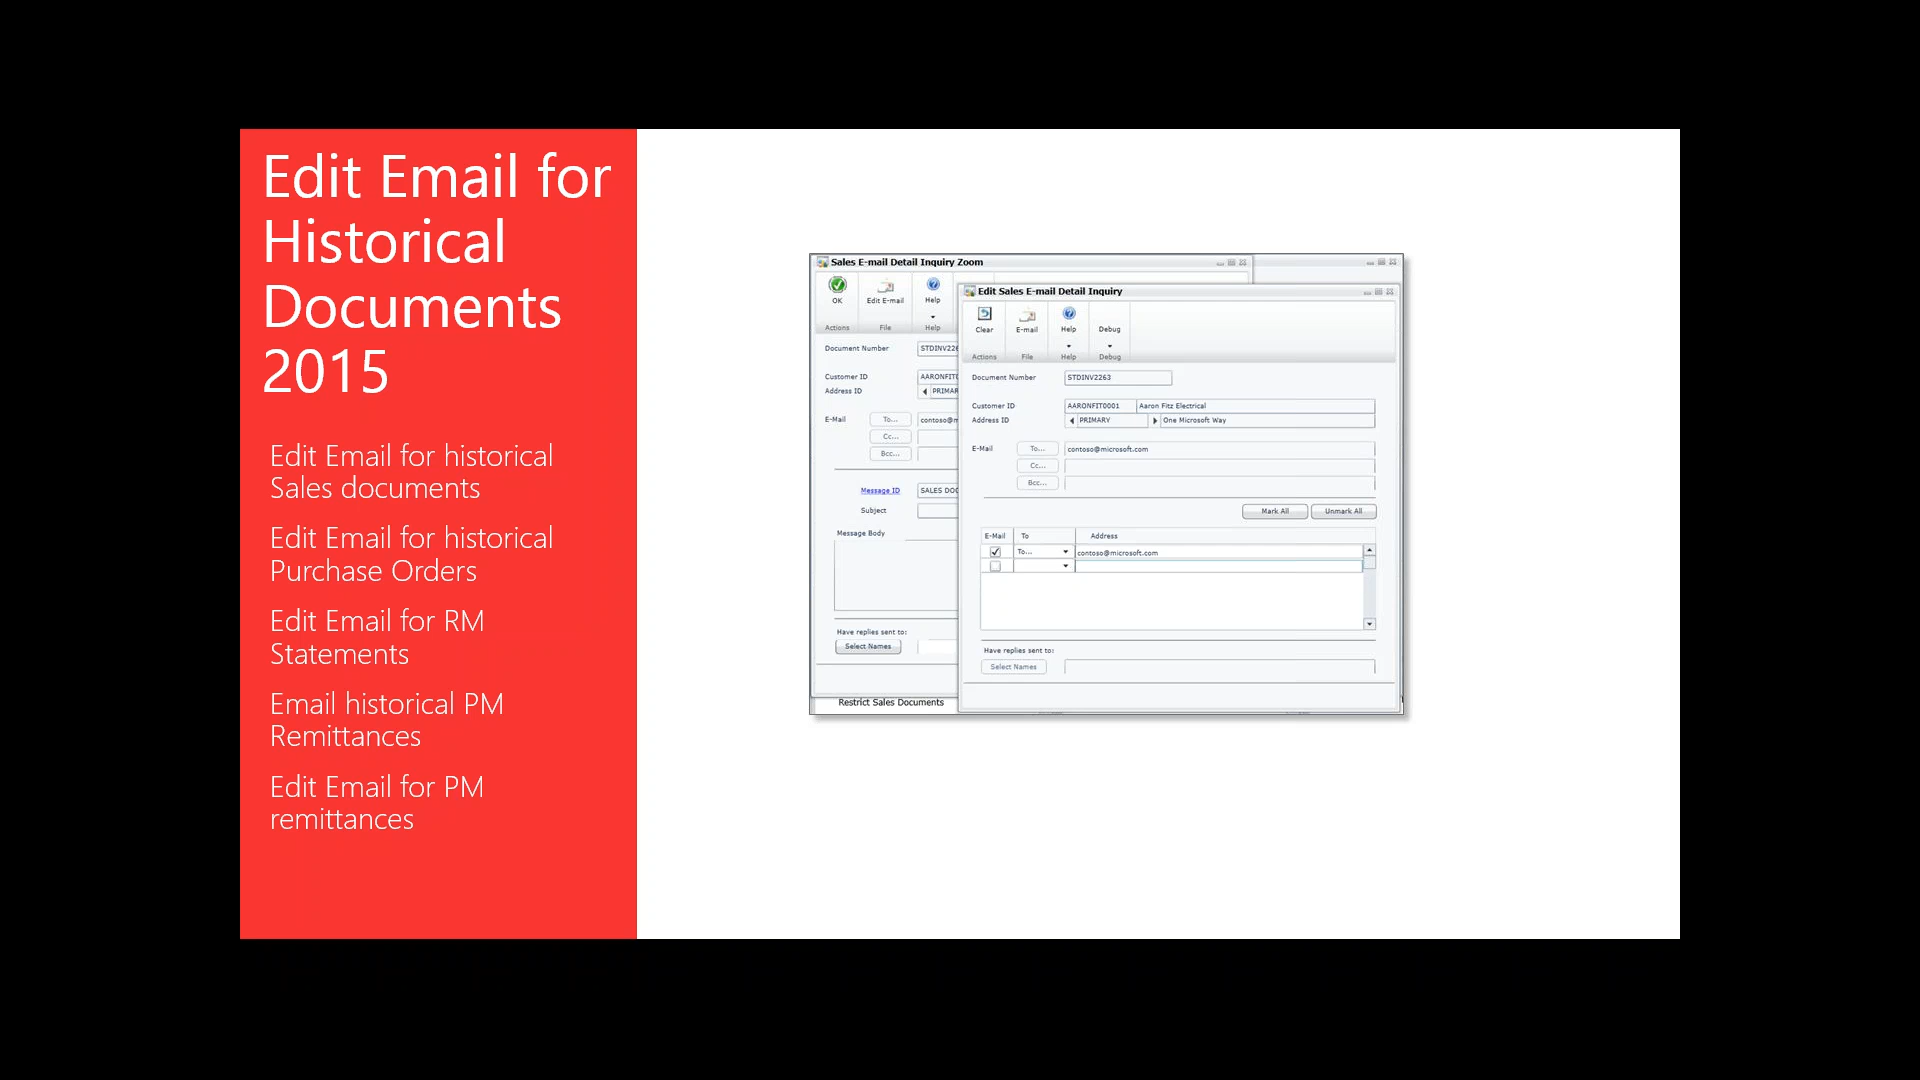 Edit Email for
Historical
Documents
2015
Edit Email for historical
Sales documents
Edit Email for historical
Purchase Orders
Edit Email for RM
Statements
Email historical PM
Remittances
Edit Email for PM
remittances
Sales E-mail Detail Inquiry Zoom
OK
Edit E-mail
Help
Actions
File
Help
Document Number
STDINV226
Customer ID
AARONFIT0
Address ID
PRIMAR
E-Mail
To...
contoso@m
Cc...
Bcc...
Message ID
SALES DOC
Subject
Message Body
Have replies sent to:
Select Names
Restrict Sales Documents
Edit Sales E-mail Detail Inquiry
Clear
E-mail
Help
Debug
Actions
File
Help
Debug
Document Number
STDINV2263
Customer ID
AARONFIT0001
Aaron Fitz Electrical
Address ID
PRIMARY
One Microsoft Way
E-Mail
To...
contoso@microsoft.com
Cc...
Bcc...
Mark All
Unmark All
E-Mail
To
Address
To...
contoso@microsoft.com
Have replies sent to:
Select Names